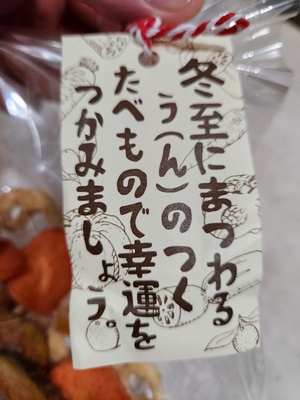 冬至にまつわる
う(ん)のつく
たべもので幸運を
つかみましょう。